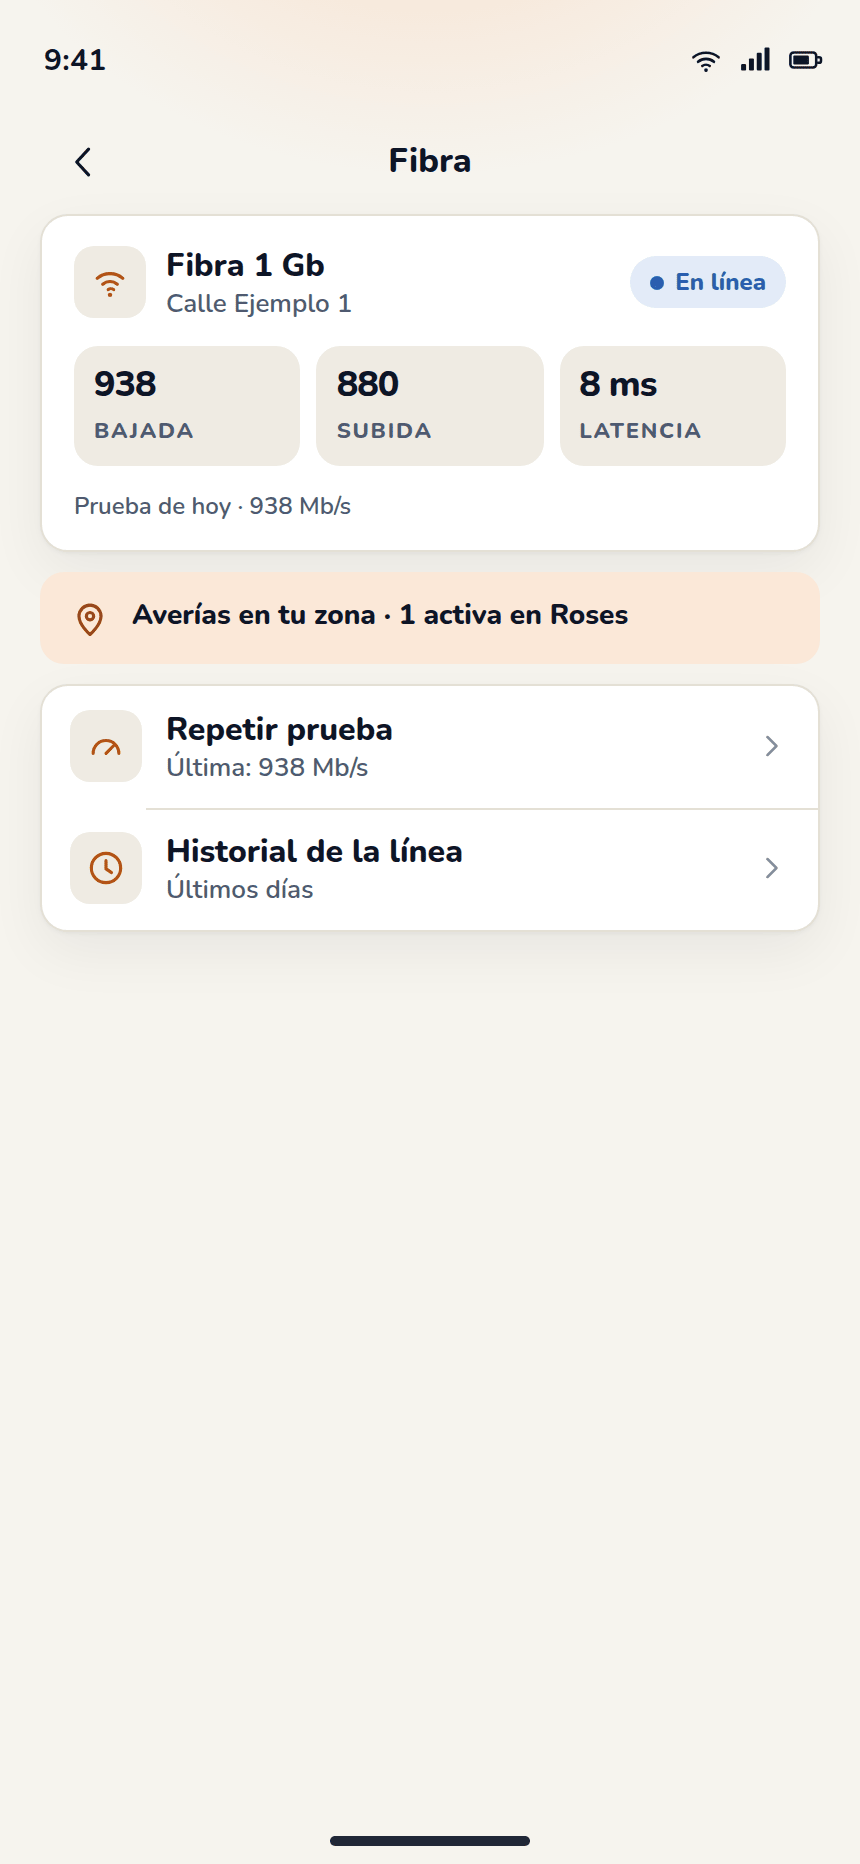 9:41
Fibra
Fibra 1 Gb
Calle Ejemplo 1
En línea
938
BAJADA
880
SUBIDA
8 ms
LATENCIA
Prueba de hoy · 938 Mb/s
Averías en tu zona · 1 activa en Roses
Repetir prueba
Última: 938 Mb/s
Historial de la línea
Últimos días